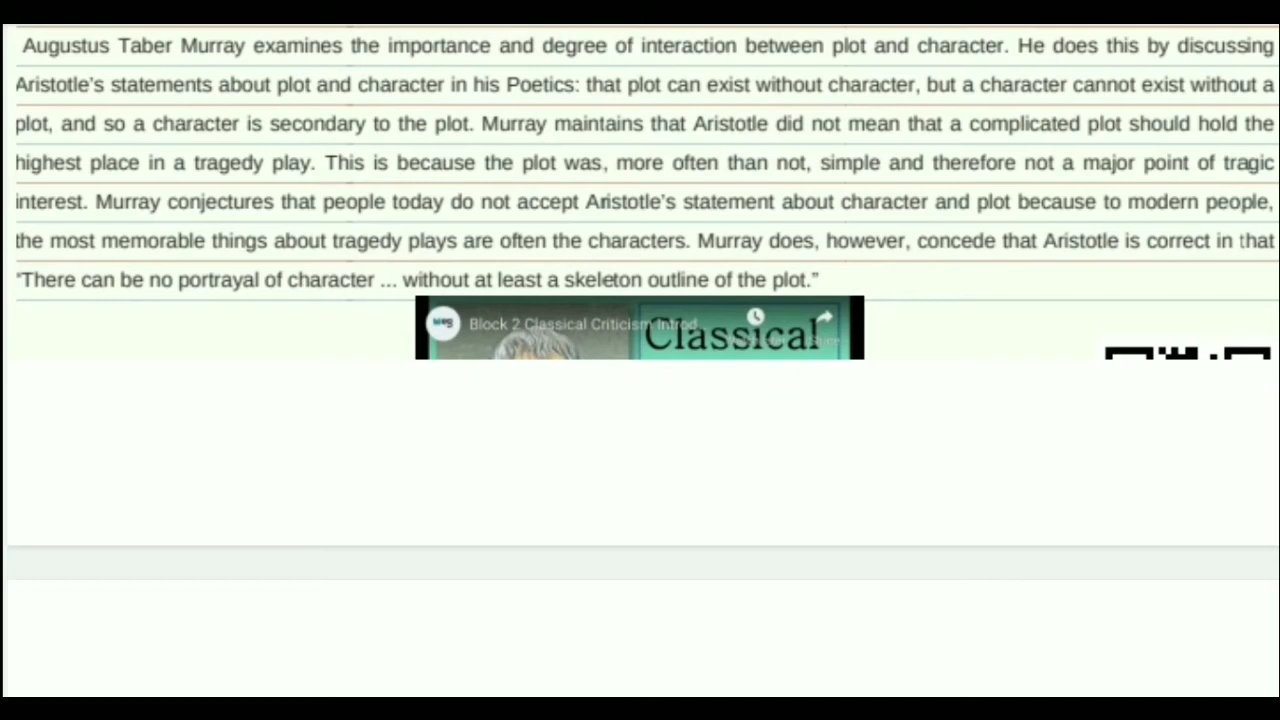 Augustus Taber Murray examines the importance and degree of interaction between plot and character. He does this by discussing
Aristotle’s statements about plot and character in his Poetics: that plot can exist without character, but a character cannot exist without a
plot, and so a character is secondary to the plot. Murray maintains that Aristotle did not mean that a complicated plot should hold the
highest place in a tragedy play. This is because the plot was, more often than not, simple and therefore not a major point of tragic
interest. Murray conjectures that people today do not accept Aristotle’s statement about character and plot because to modern people,
the most memorable things about tragedy plays are often the characters. Murray does, however, concede that Aristotle is correct in that
“There can be no portrayal of character ... without at least a skeleton outline of the plot.”
Block 2 Classical Criticism Introd
Classical
Share